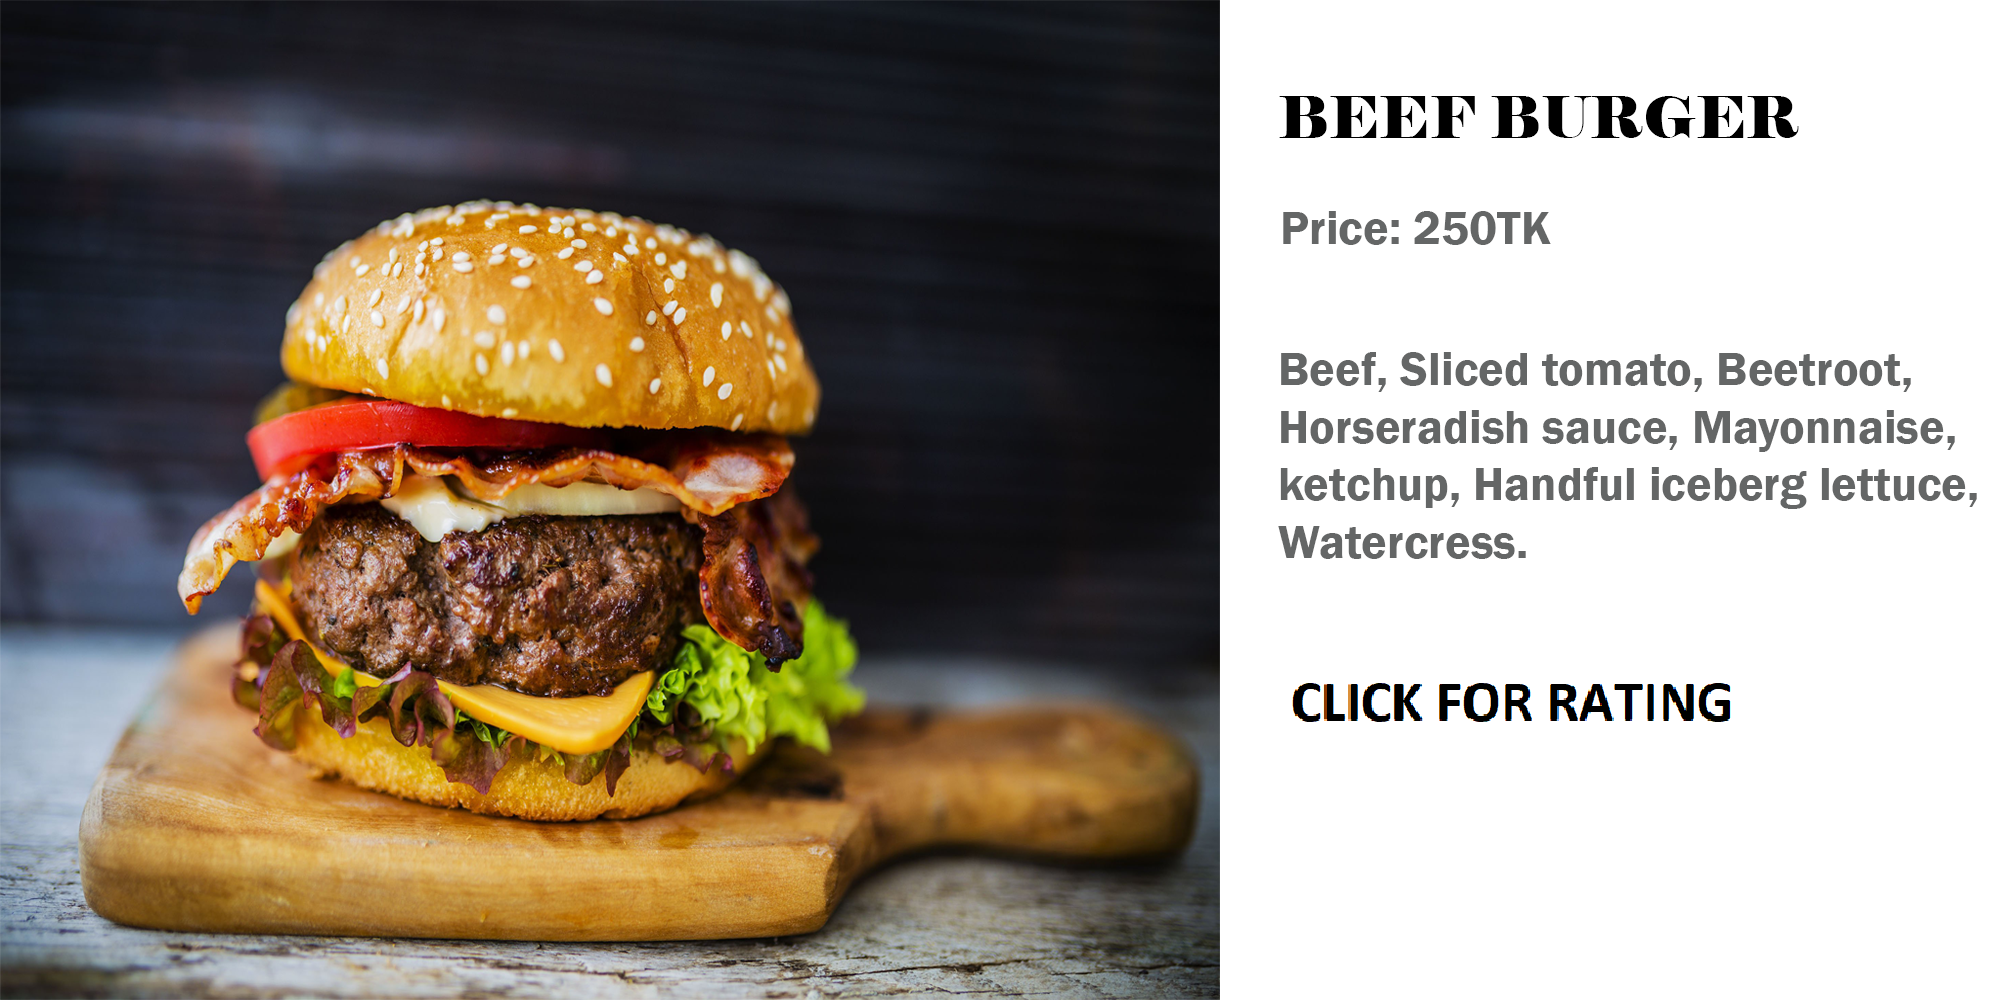 BEEF BURGER
Price: 250TK
Beef, Sliced tomato, Beetroot,
Horseradish sauce, Mayonnaise,
ketchup, Handful iceberg lettuce,
Watercress.
CLICK FOR RATING